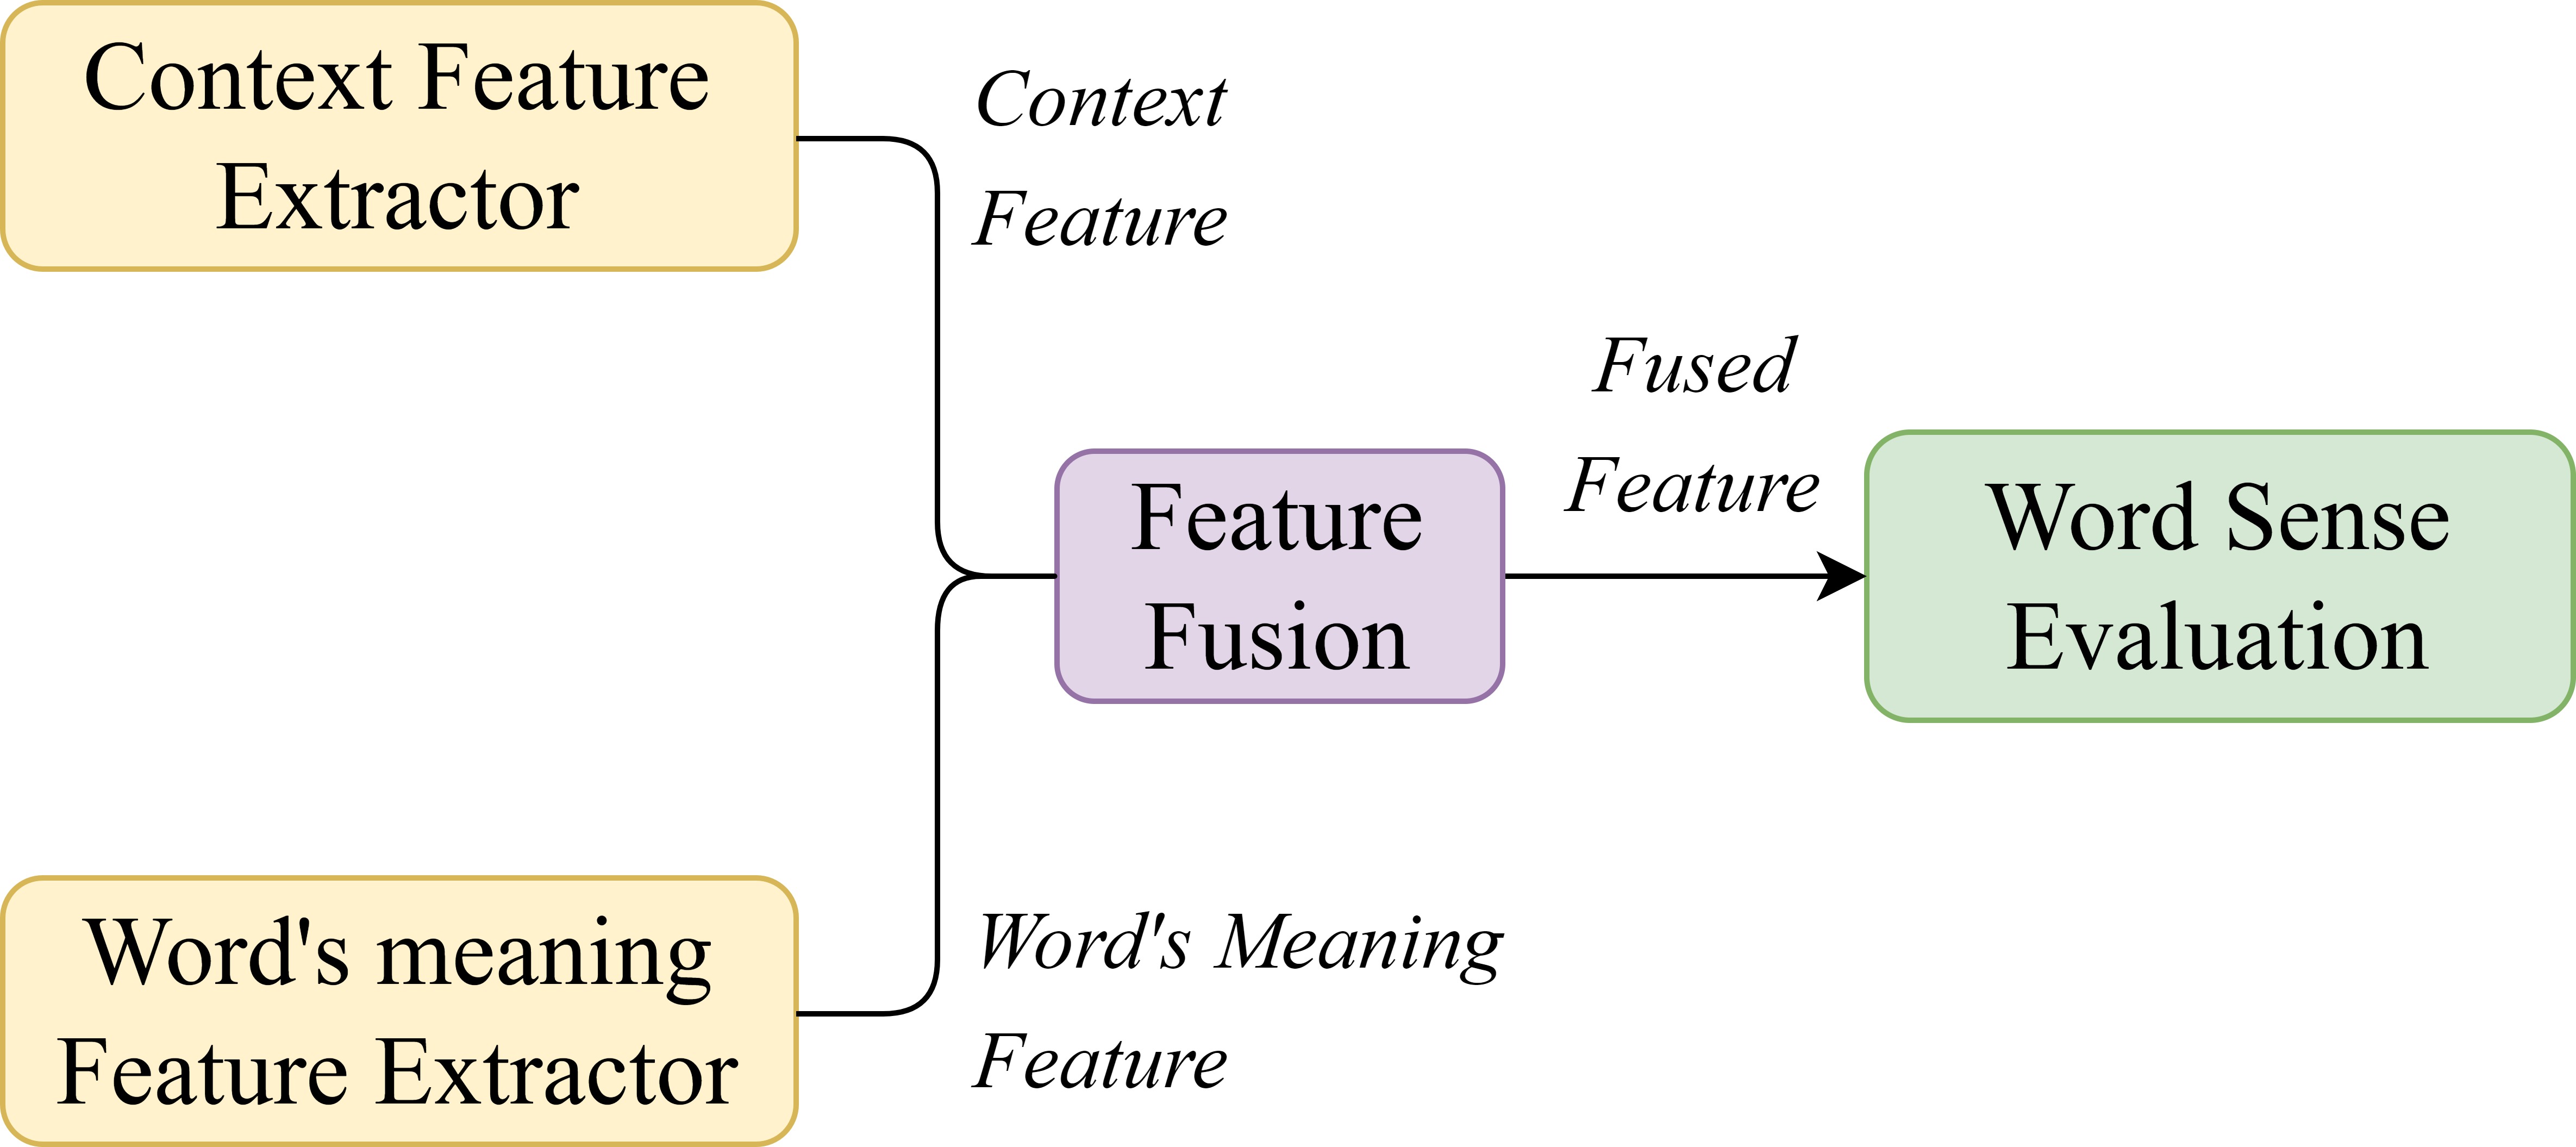 Context Feature
Extractor
Context
Feature
Fused
Feature
Feature
Fusion
Word Sense
Evaluation
Word's meaning
Feature Extractor
Word's Meaning
Feature